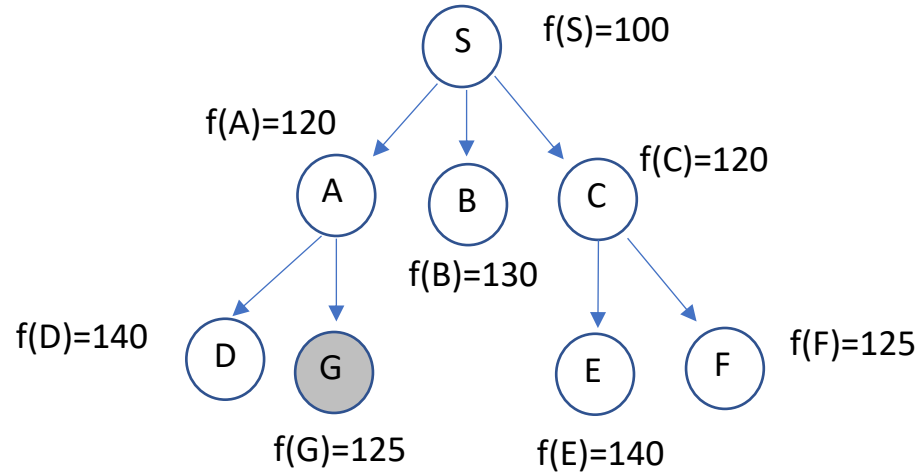 S
f(S)=100
f(A)=120
f(C)=120
A
B
C
f(B)=130
f(D)=140
D
G
E
F
f(F)=125
f(G)=125
f(E)=140